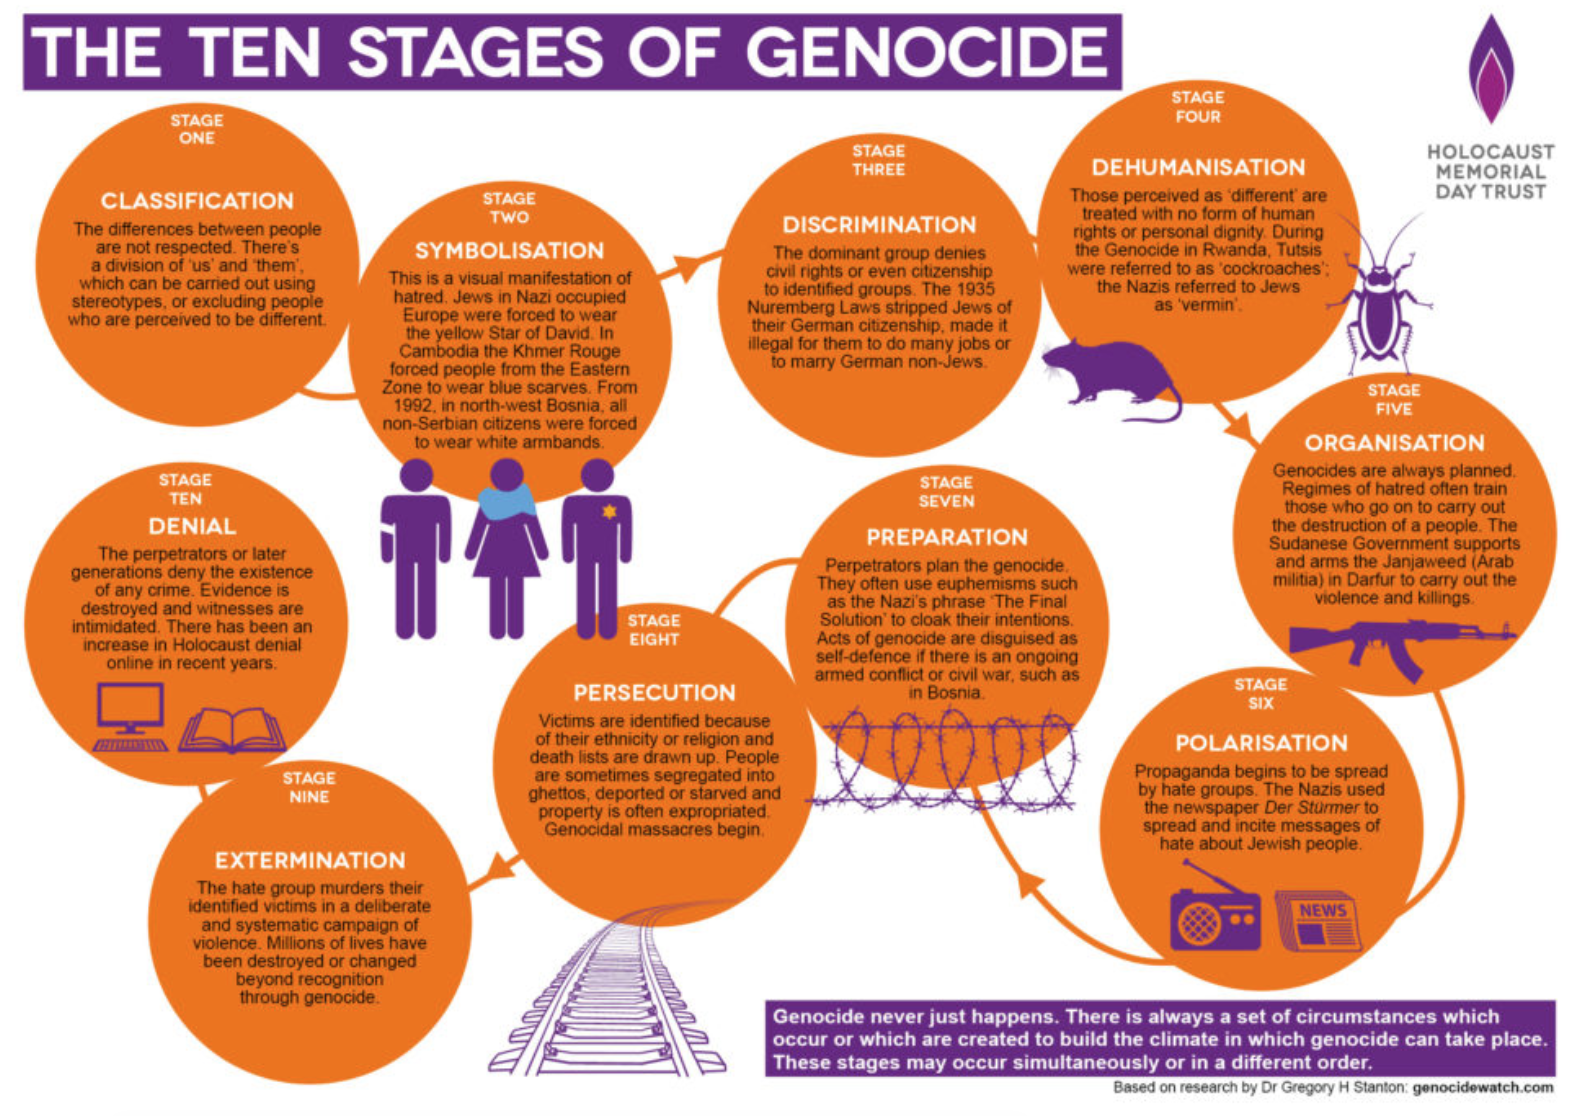 THE TEN STAGES OF GENOCIDE
HOLOCAUST
MEMORIAL
DAY TRUST
STAGE
ONE
CLASSIFICATION
The differences between people
are not respected. There's
a division of 'us' and 'them',
which can be carried out using
stereotypes, or excluding people
who are perceived to be different.
STAGE
TWO
SYMBOLISATION
This is a visual manifestation of
hatred. Jews in Nazi occupied
Europe were forced to wear
the yellow Star of David. In
Cambodia the Khmer Rouge
forced people from the Eastern
Zone to wear blue scarves. From
1992, in north-west Bosnia, all
non-Serbian citizens were forced
to wear white armbands.
STAGE
THREE
DISCRIMINATION
The dominant group denies
civil rights or even citizenship
to identified groups. The 1935
Nuremberg Laws stripped Jews of
their German citizenship, made it
illegal for them to do many jobs or
to marry German non-Jews.
STAGE
FOUR
DEHUMANISATION
Those perceived as 'different' are
treated with no form of human
rights or personal dignity. During
the Genocide in Rwanda, Tutsis
were referred to as 'cockroaches';
the Nazis referred to Jews
as 'vermin'.
STAGE
FIVE
ORGANISATION
Genocides are always planned.
Regimes of hatred often train
those who go on to carry out
the destruction of a people. The
Sudanese Government supports
and arms the Janjaweed (Arab
militia) in Darfur to carry out the
violence and killings.
STAGE
SIX
POLARISATION
Propaganda begins to be spread
by hate groups. The Nazis used
the newspaper Der Stürmer to
spread and incite messages of
hate about Jewish people.
NEWS
STAGE
SEVEN
PREPARATION
Perpetrators plan the genocide.
They often use euphemisms such
as the Nazi's phrase 'The Final
Solution' to cloak their intentions.
Acts of genocide are disguised as
self-defence if there is an ongoing
armed conflict or civil war, such as
in Bosnia.
STAGE
EIGHT
PERSECUTION
Victims are identified because
of their ethnicity or religion and
death lists are drawn up. People
are sometimes segregated into
ghettos, deported or starved and
property is often expropriated.
Genocidal massacres begin.
STAGE
NINE
EXTERMINATION
The hate group murders their
identified victims in a deliberate
and systematic campaign of
violence. Millions of lives have
been destroyed or changed
beyond recognition
through genocide.
STAGE
TEN
DENIAL
The perpetrators or later
generations deny the existence
of any crime. Evidence is
destroyed and witnesses are
intimidated. There has been an
increase in Holocaust denial
online in recent years.
Genocide never just happens. There is always a set of circumstances which
occur or which are created to build the climate in which genocide can take place.
These stages may occur simultaneously or in a different order.
Based on research by Dr Gregory H Stanton: genocidewatch.com